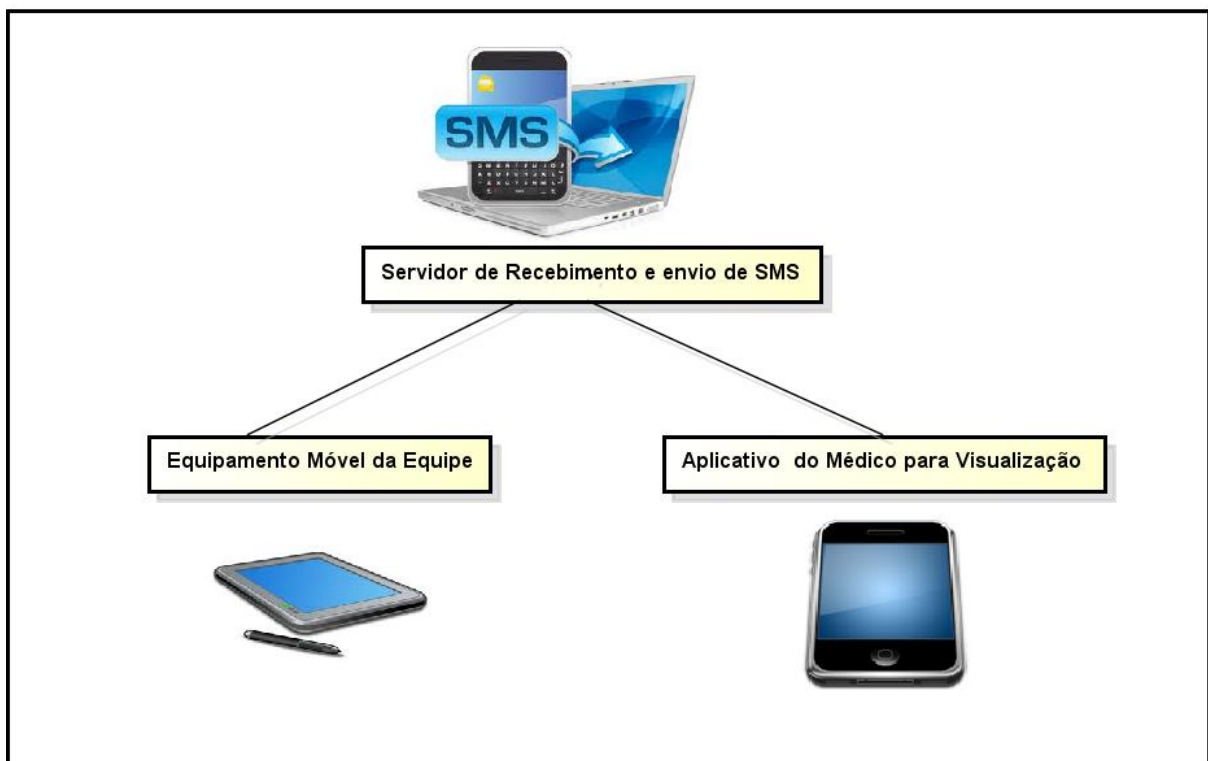 SMS
Servidor de Recebimento e envio de SMS
Equipamento Móvel da Equipe
Aplicativo do Médico para Visualização